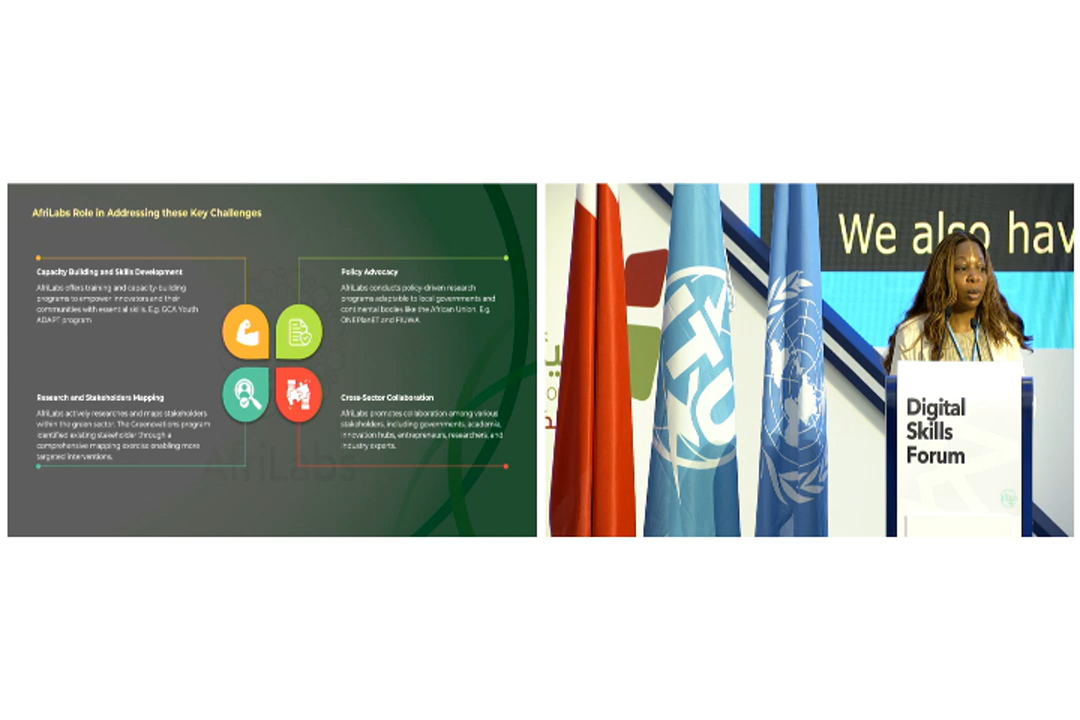 AfriLabs Role in Addressing these Key Challenges
Capacity Building and Skills Development
AfriLabs offers training and capacity-building
programs to empower innovators and their
communities with essential skills. E.g. GCA Youth
ADAPT program
Policy Advocacy
AfriLabs conducts policy-driven research
programs adaptable to local governments and
continental bodies like the African Union. E.g.
ONEPlanET and
Research and Stakeholders Mapping
AfriLabs actively researches and maps stakeholders
within the green sector. The Greenovations program
identified existing stakeholder through a
comprehensive mapping exercise enabling more
targeted interventions.
Cross-Sector Collaboration
AfriLabs promotes collaboration among various
stakeholders, including governments, academia,
innovation hubs, entrepreneurs, researchers, and
industry experts.
AfriLabs
We also hav
ITU
Digital
Skills
Forum